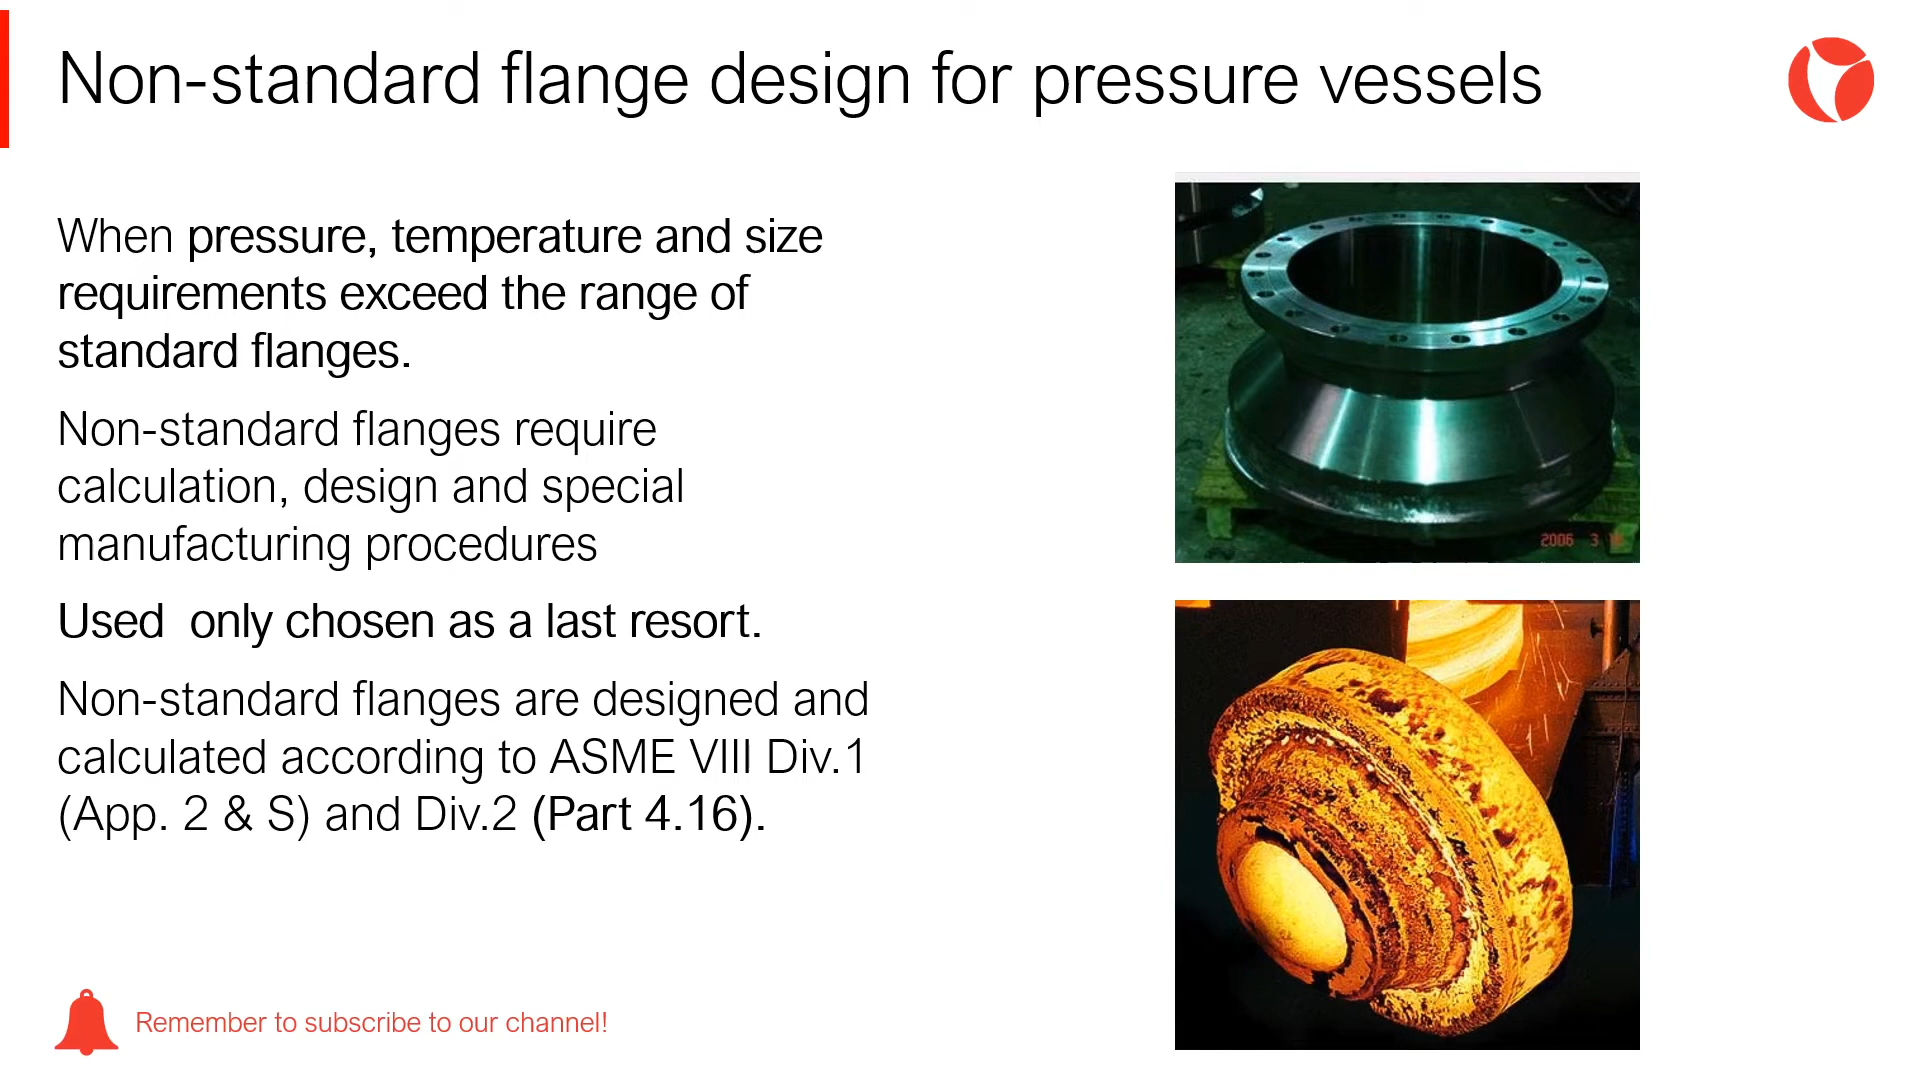 Non-standard flange design for pressure vessels
When pressure, temperature and size
requirements exceed the range of
standard flanges.
Non-standard flanges require
calculation, design and special
manufacturing procedures
Used  only chosen as a last resort.
Non-standard flanges are designed and
calculated according to ASME VIII Div.1
(App. 2 & S) and Div.2 (Part 4.16).
2006 3
Remember to subscribe to our channel!